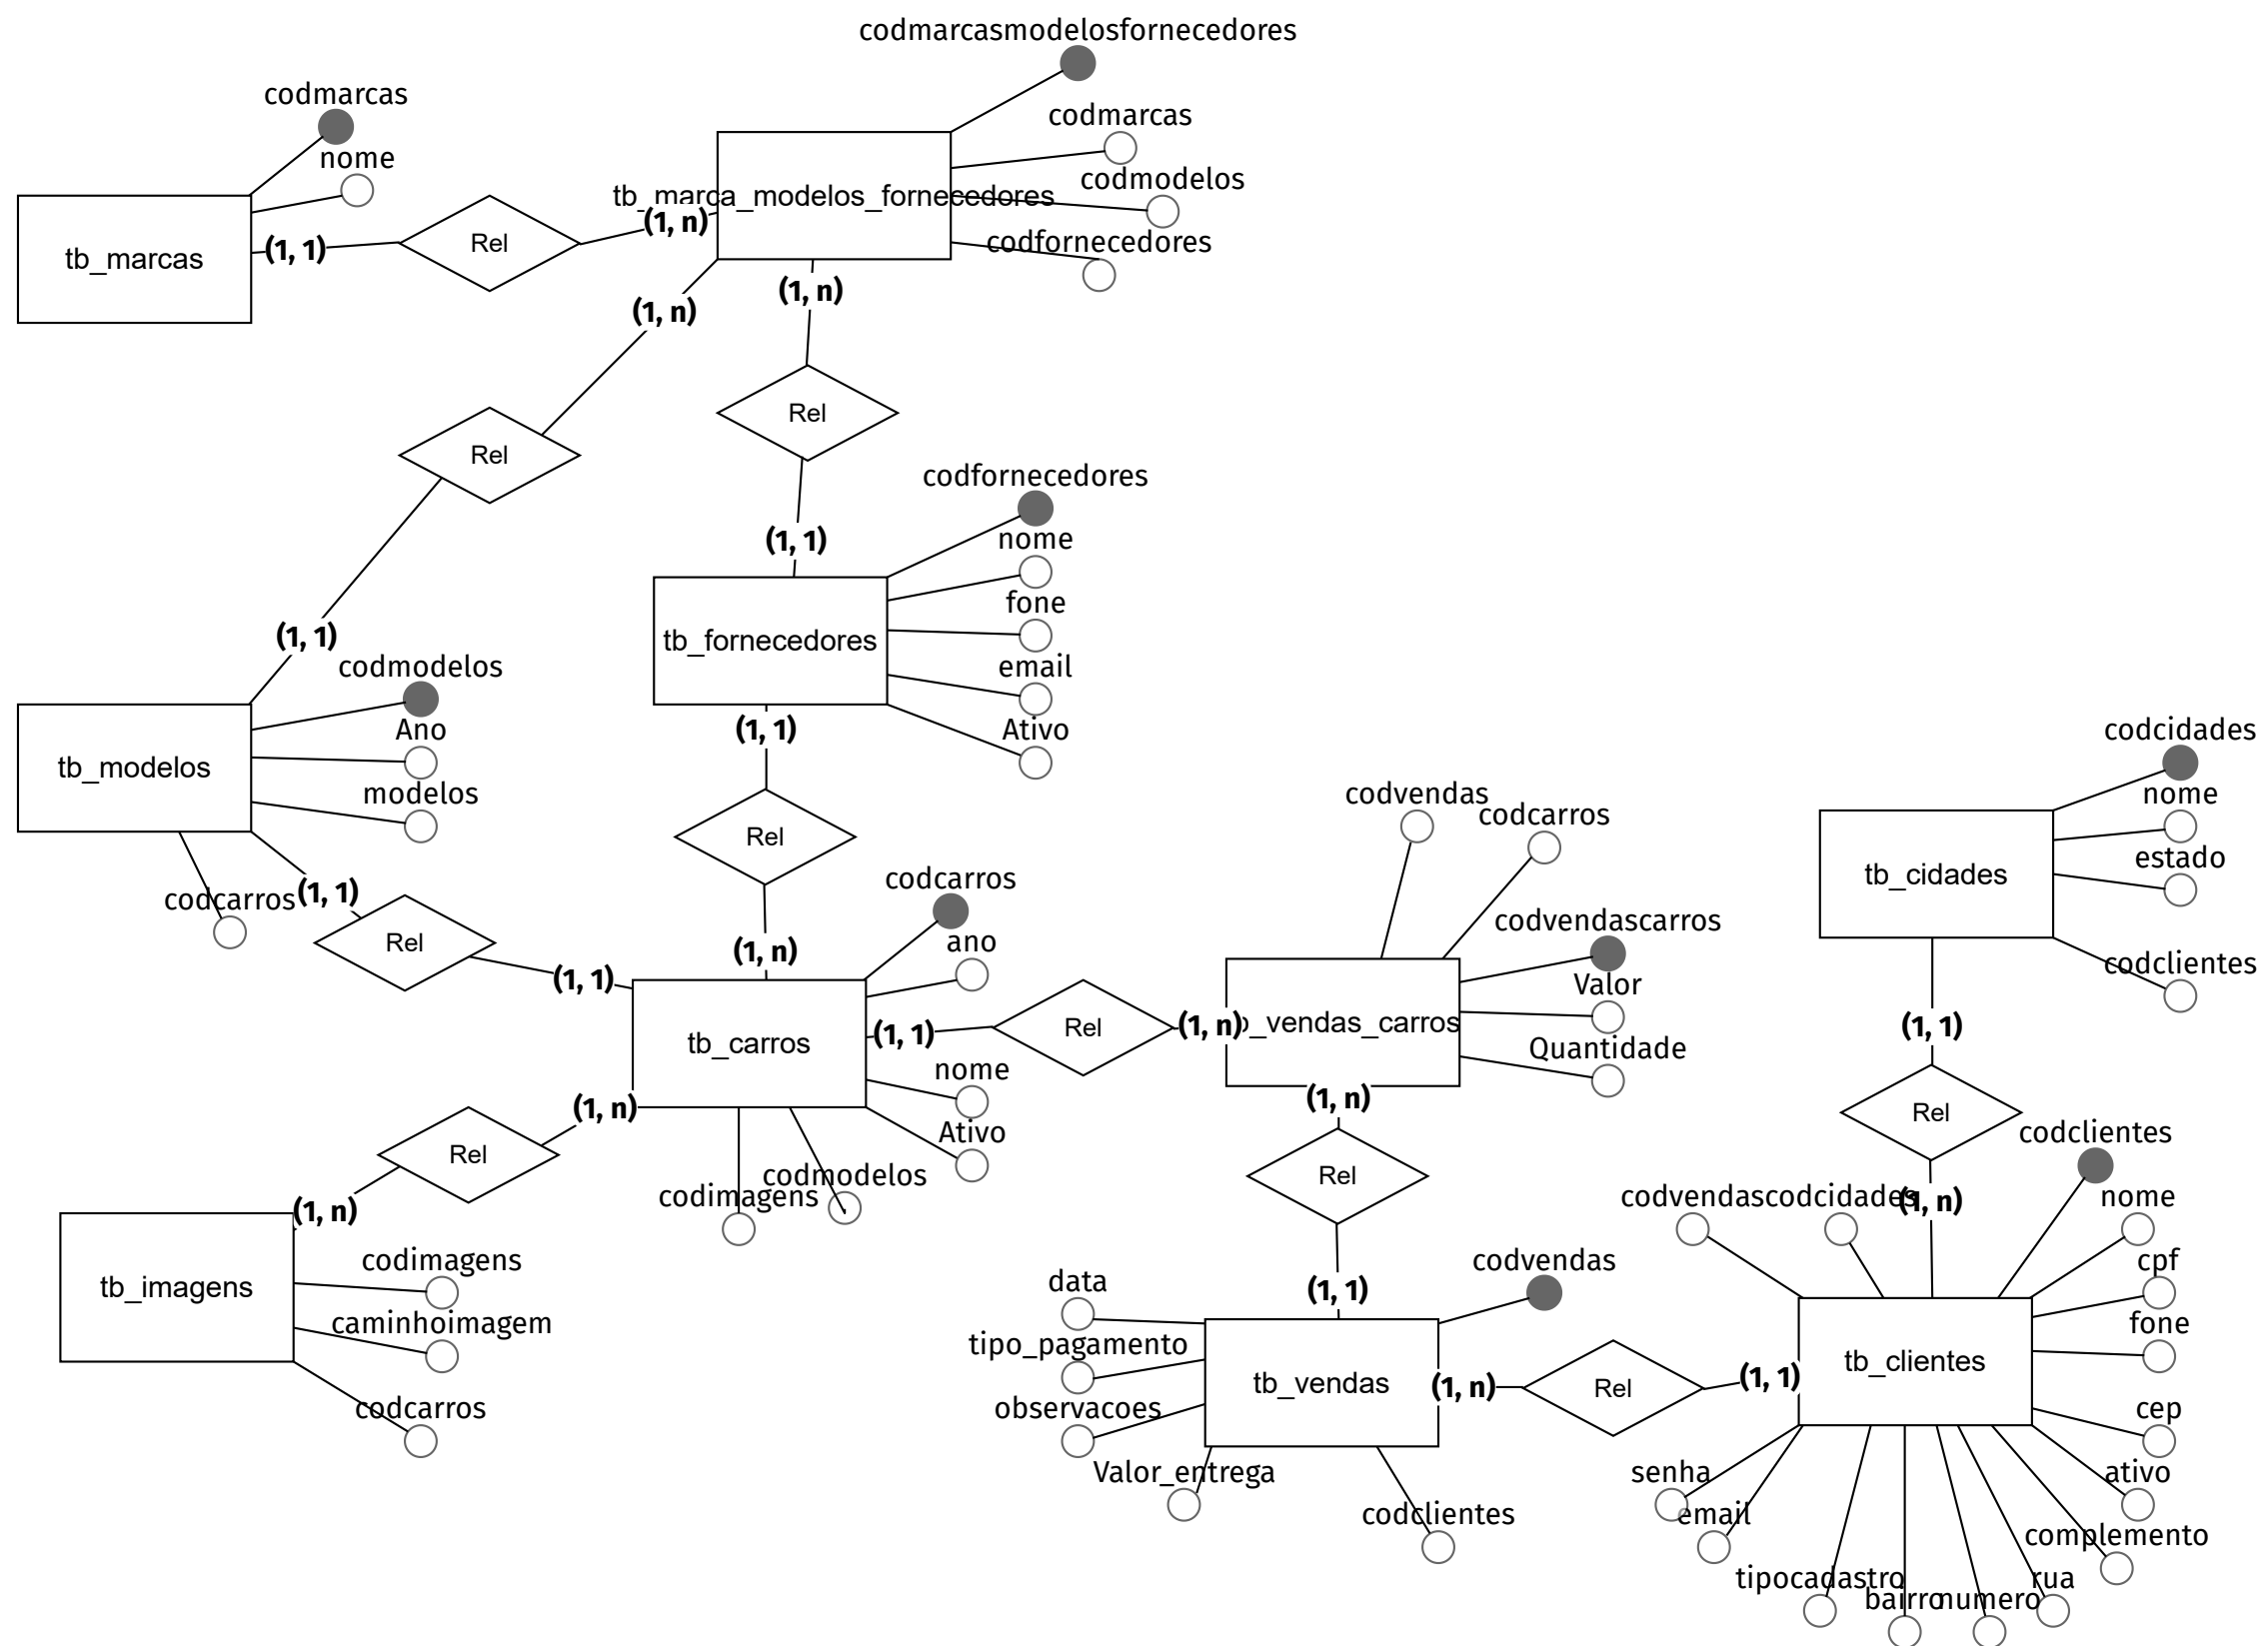 codmarcasmodelosfornecedores
codmarcas
nome
tb_marcas
(1, 1)
Rel
(1, n)
tb_marca_modelos_fornecedores
codmarcas
codmodelos
codfornecedores
(1, n)
(1, n)
Rel
Rel
(1, 1)
(1, 1)
codfornecedores
nome
fone
email
Ativo
tb_fornecedores
(1, 1)
codmodelos
Ano
modelos
tb_modelos
codcarros
(1, 1)
Rel
(1, 1)
Rel
(1, n)
codcarros
ano
tb_carros
(1, 1)
Rel
(1, n)
nome
Ativo
codmodelos
codimagens
(1, n)
Rel
(1, n)
tb_imagens
codimagens
caminhoimagem
codcarros
codvendas
codcarros
codvendascarros
Valor
Quantidade
_vendas_carros
(1, n)
Rel
(1, 1)
codcidades
nome
estado
tb_cidades
codclientes
(1, 1)
Rel
(1, n)
codclientes
codvendas
codcidades
nome
cpf
fone
tb_clientes
cep
ativo
complemento
rua
numero
bairro
tipocadastro
email
senha
(1, 1)
Rel
(1, n)
codvendas
data
tipo_pagamento
observacoes
tb_vendas
Valor_entrega
codclientes